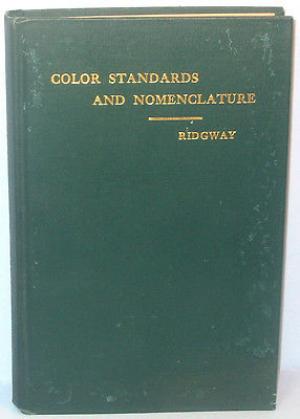 COLOR STANDARDS
AND NOMENCLATURE
RIDGWAY